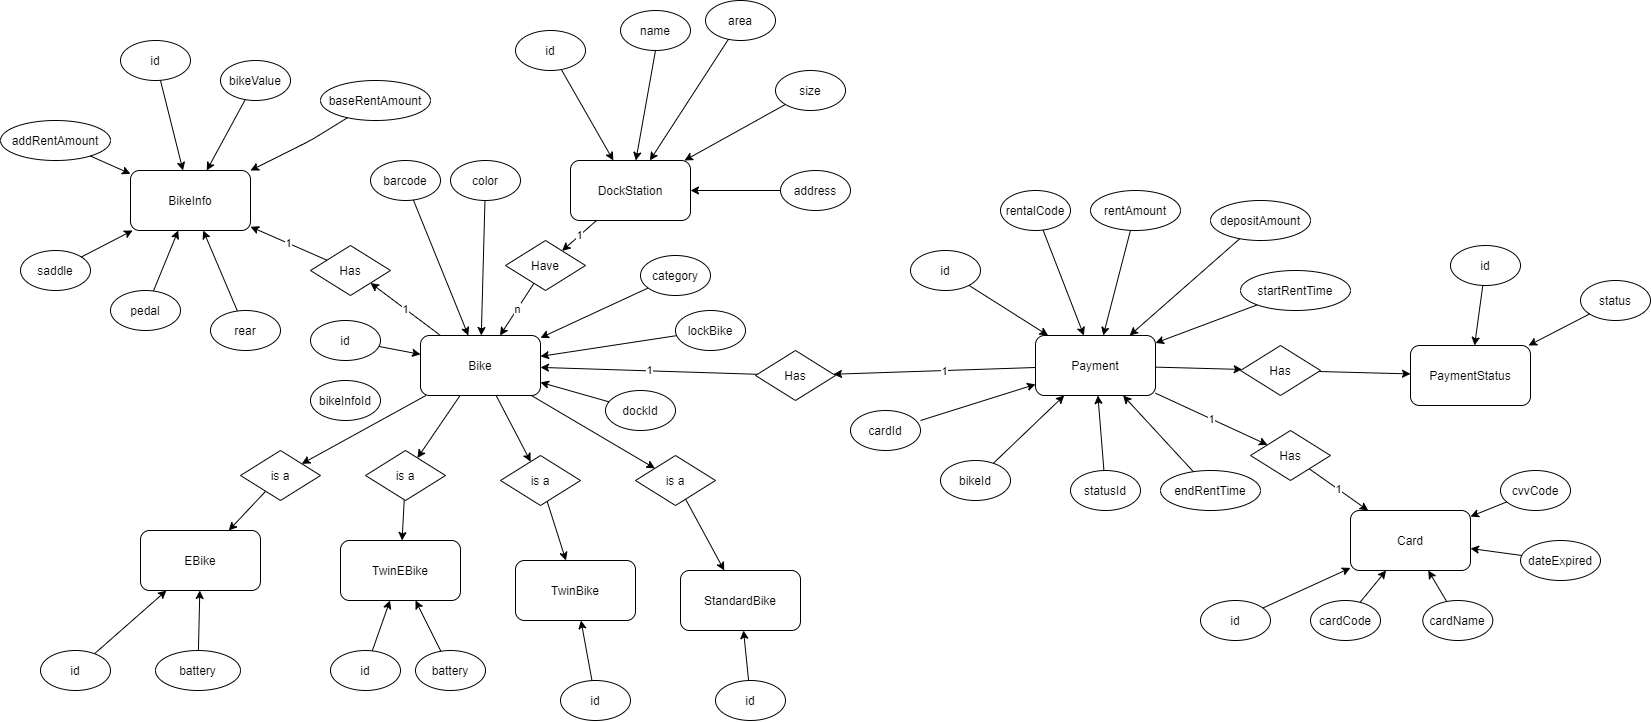 id
bikeValue
baseRentAmount
addRentAmount
BikeInfo
saddle
pedal
rear
1
Has
1
id
name
area
size
address
DockStation
1
Have
n
barcode
color
category
lockBike
dockId
id
bikeInfoId
Bike
is a
is a
is a
is a
EBike
id
battery
TwinEBike
id
battery
TwinBike
id
StandardBike
id
1
Has
1
id
rentalCode
rentAmount
depositAmount
startRentTime
Payment
cardId
bikeId
statusId
endRentTime
Has
id
status
PaymentStatus
1
Has
1
Card
cvvCode
dateExpired
id
cardCode
cardName